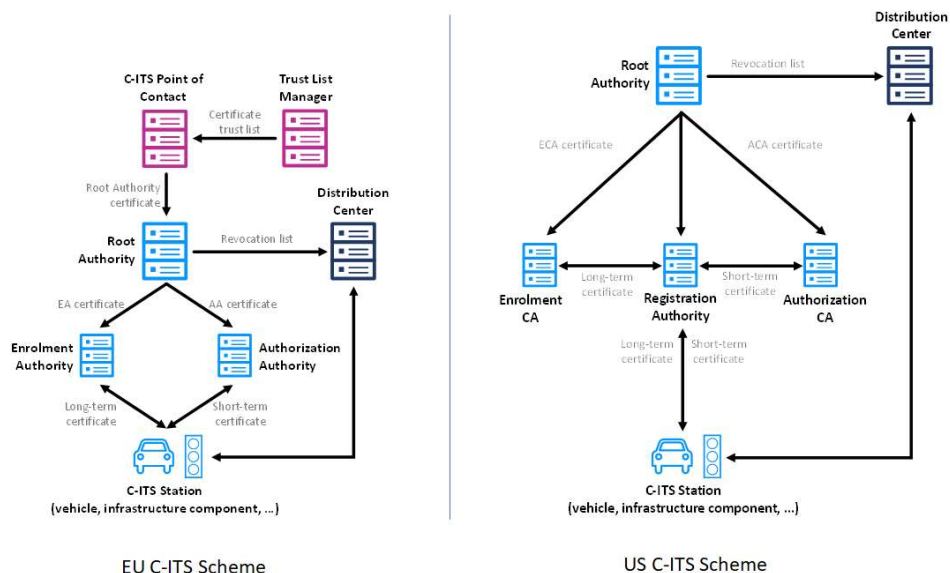 C-ITS Point of
Contact
Trust List
Manager
Certificate
trust list
Root Authority
certificate
Distribution
Center
Root
Authority
Revocation list
EA certificate
AA certificate
Enrolment
Authority
Authorization
Authority
Long-term
certificate
Short-term
certificate
C-ITS Station
(vehicle, infrastructure component, ...)
EU C-ITS Scheme
Distribution
Center
Root
Authority
Revocation list
ECA certificate
ACA certificate
Long-term
certificate
Short-term
certificate
Enrolment
CA
Registration
Authority
Authorization
CA
Long-term
certificate
Short-term
certificate
C-ITS Station
(vehicle, infrastructure component, ...)
US C-ITS Scheme